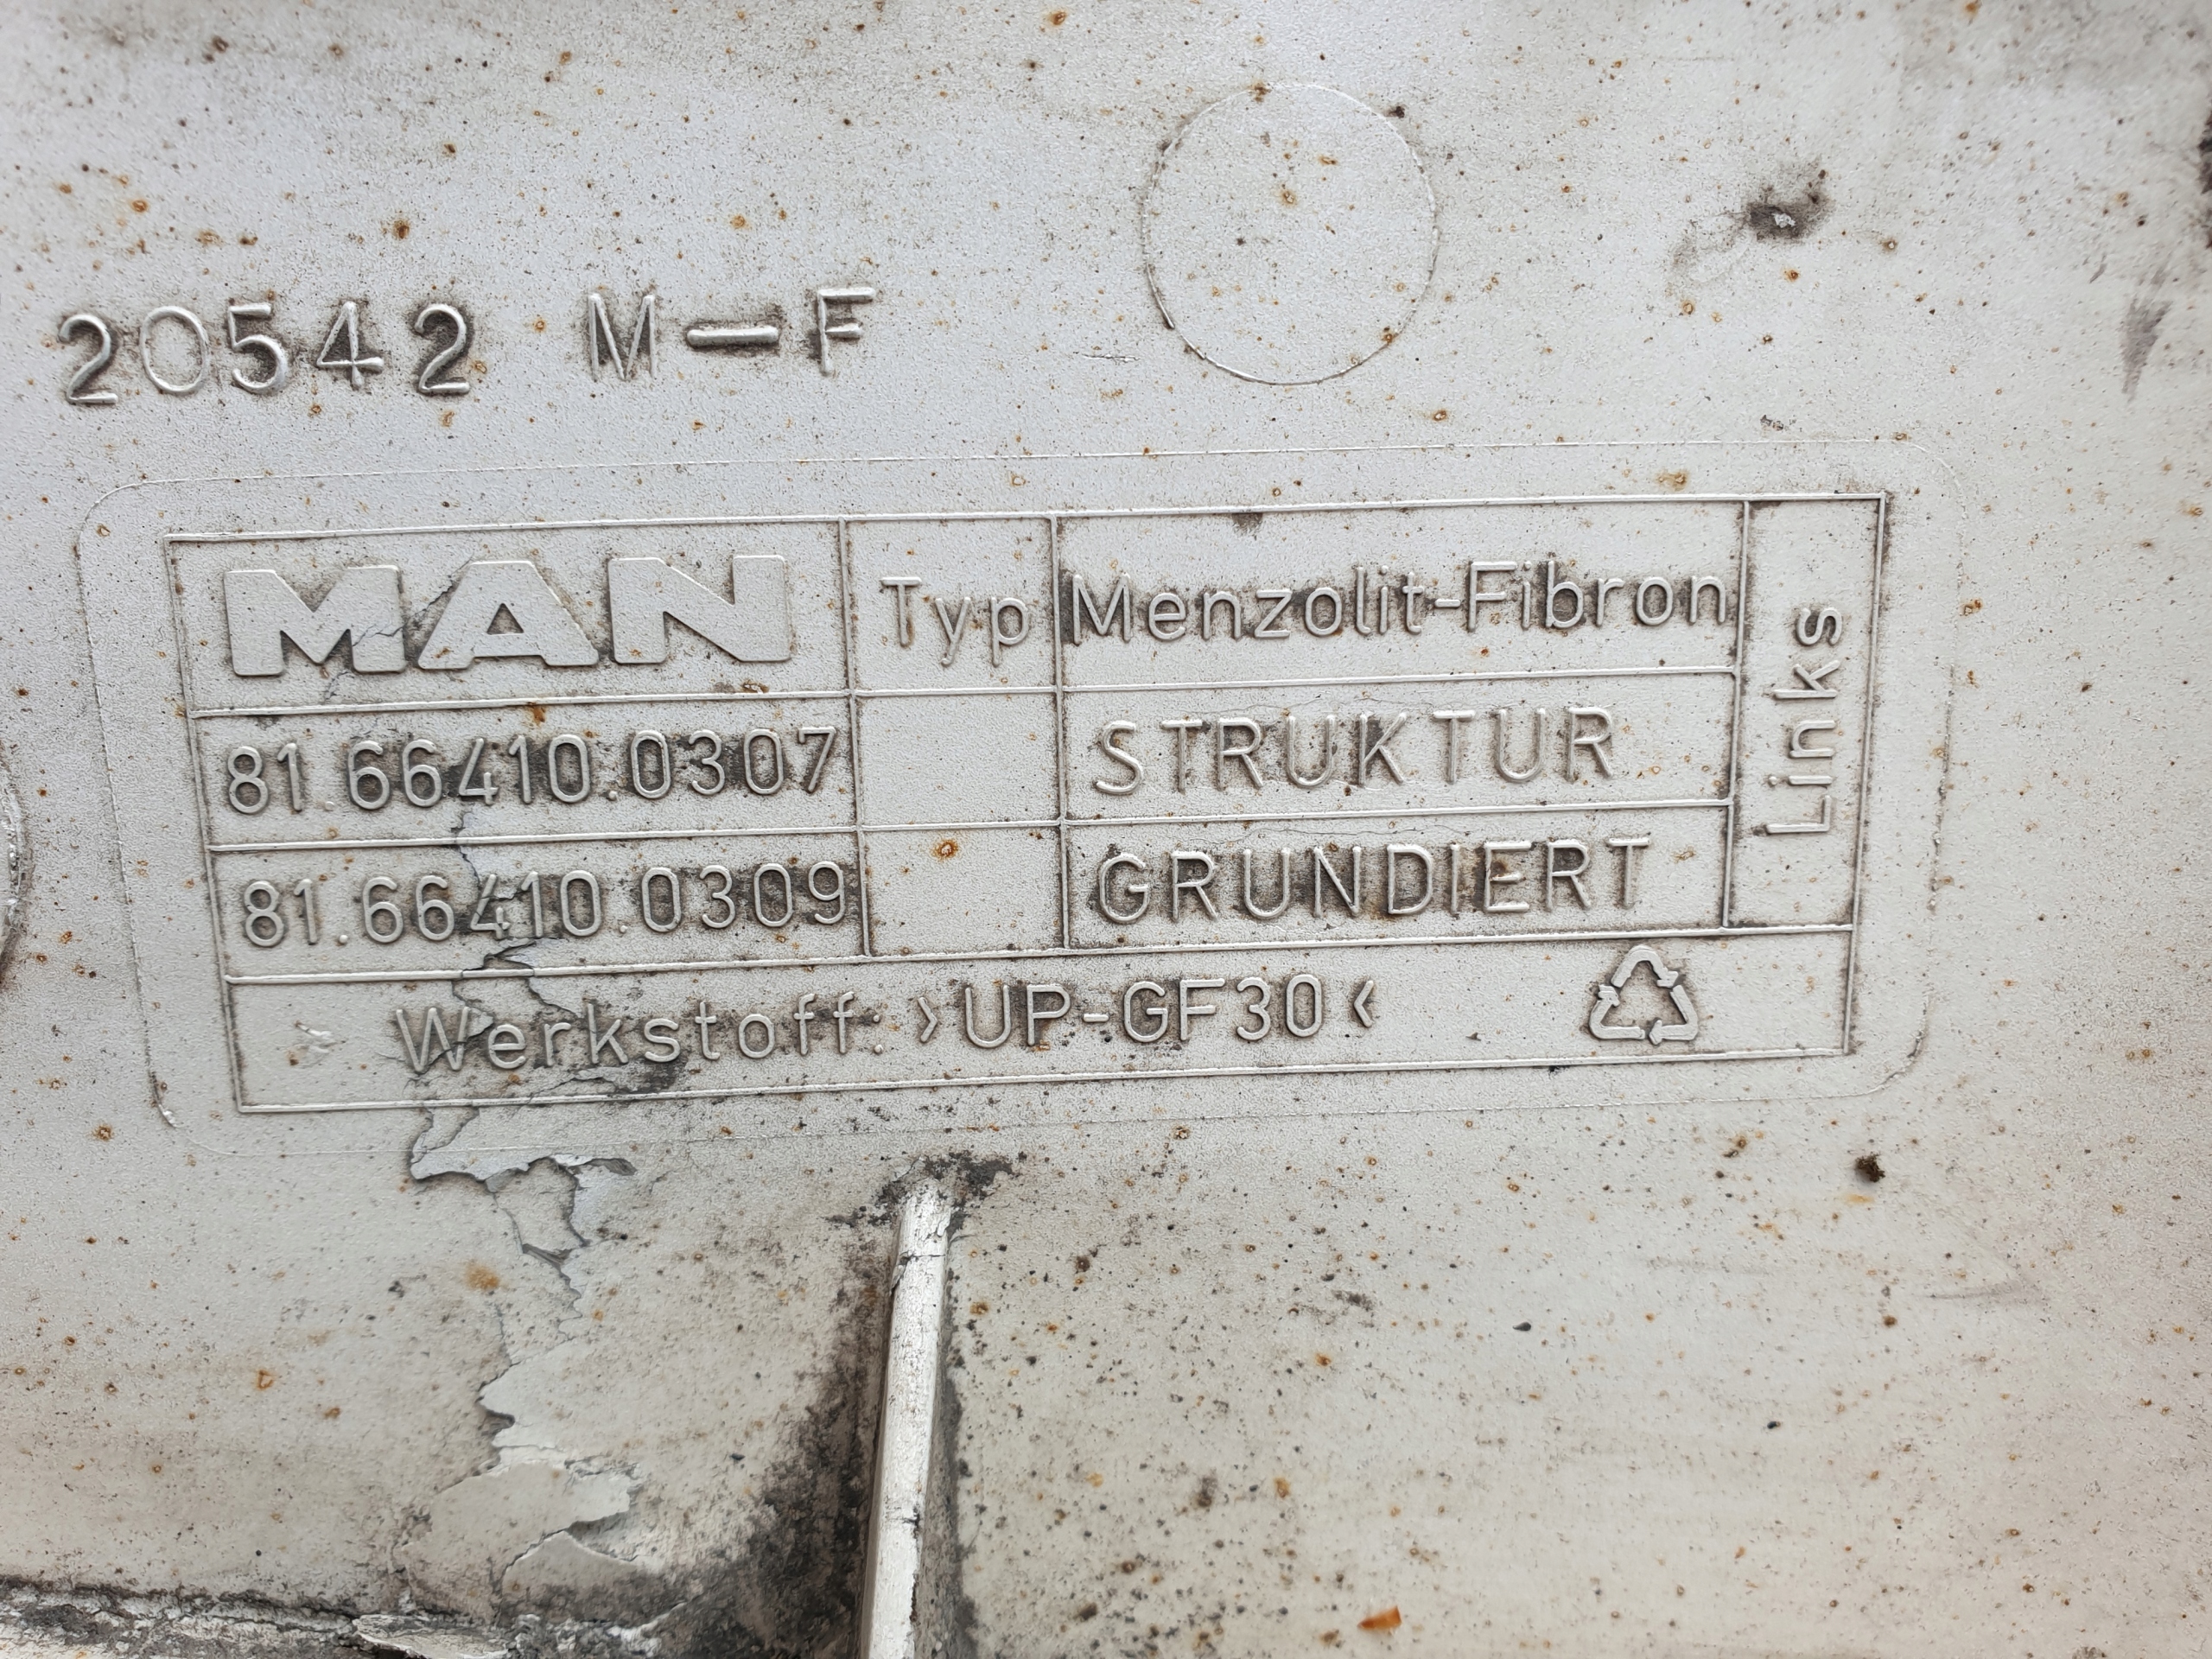 20542 M-F
MAN Typ Menzolit-Fibron
81.66410.0307 STRUKTUR
81.66410.0309 GRUNDIERT
Links
Werkstoff: >UP-GF30<